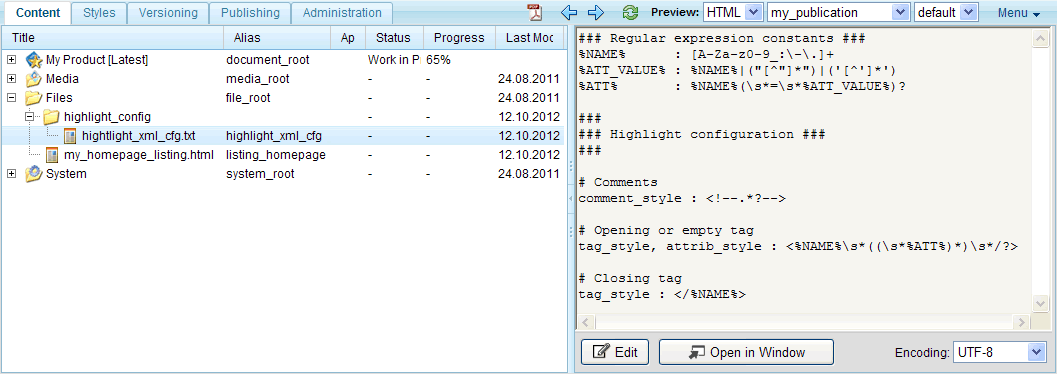 Content Styles Versioning Publishing Administration Preview: HTML my_publication default Menu
Title Alias Ap Status Progress Last Mod
My Product [Latest] document_root Work in P 65%
Media media_root - - 24.08.2011
Files file_root - - 24.08.2011
highlight_config - - 12.10.2012
hightlight_xml_cfg.txt highlight_xml_cfg - - 12.10.2012
my_homepage_listing.html listing_homepage - - 12.10.2012
System system_root - - 24.08.2011
### Regular expression constants ###
%NAME% : [A-Za-z0-9_:\-\.]+
%ATT_VALUE% : %NAME%|("[^"]*")|('[^']*')
%ATT% : %NAME%(\s*=\s*%ATT_VALUE%)?
###
### Highlight configuration ###
###
# Comments
comment_style : <!--.*?-->
# Opening or empty tag
tag_style, attrib_style : <%NAME%\s*((\s*%ATT%)*)\s*/?>
# Closing tag
tag_style : </%NAME%>
Edit Open in Window Encoding: UTF-8